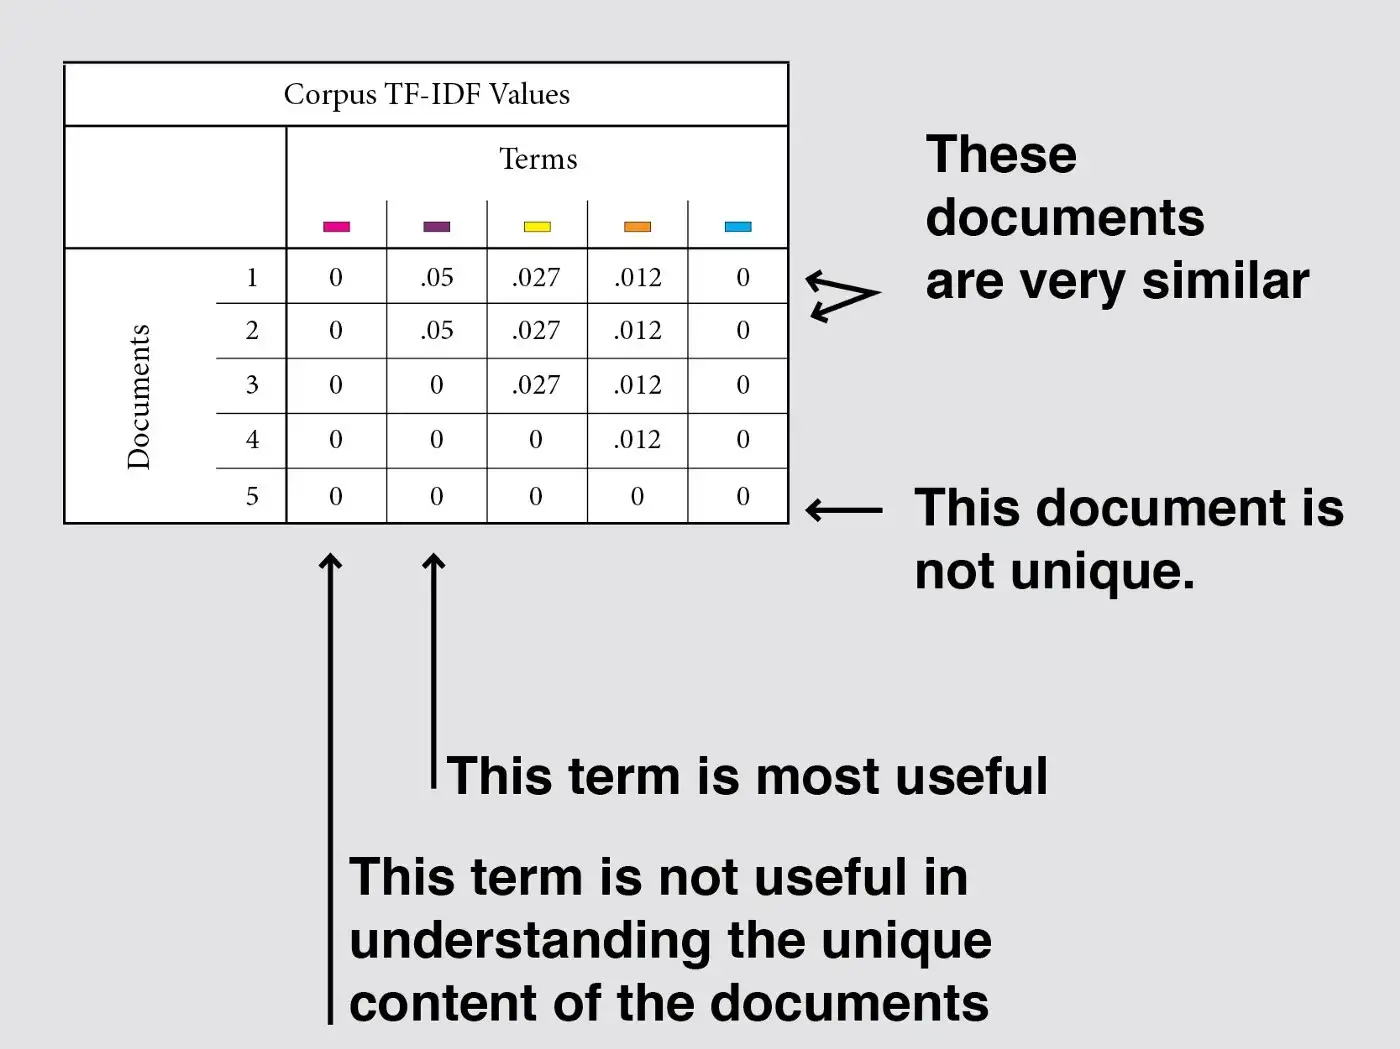 Corpus TF-IDF Values
Terms
Documents
1 0 .05 .027 .012 0
2 0 .05 .027 .012 0
3 0 0 .027 .012 0
4 0 0 0 .012 0
5 0 0 0 0 0
These
documents
are very similar
This document is
not unique.
This term is most useful
This term is not useful in
understanding the unique
content of the documents